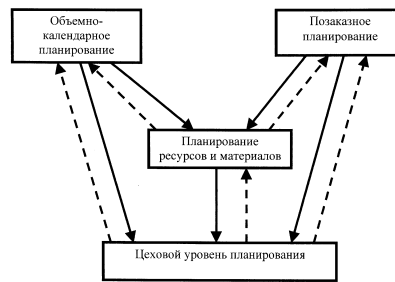 Объемно-
календарное
планирование
Позаказное
планирование
Планирование
ресурсов и материалов
Цеховой уровень планирования